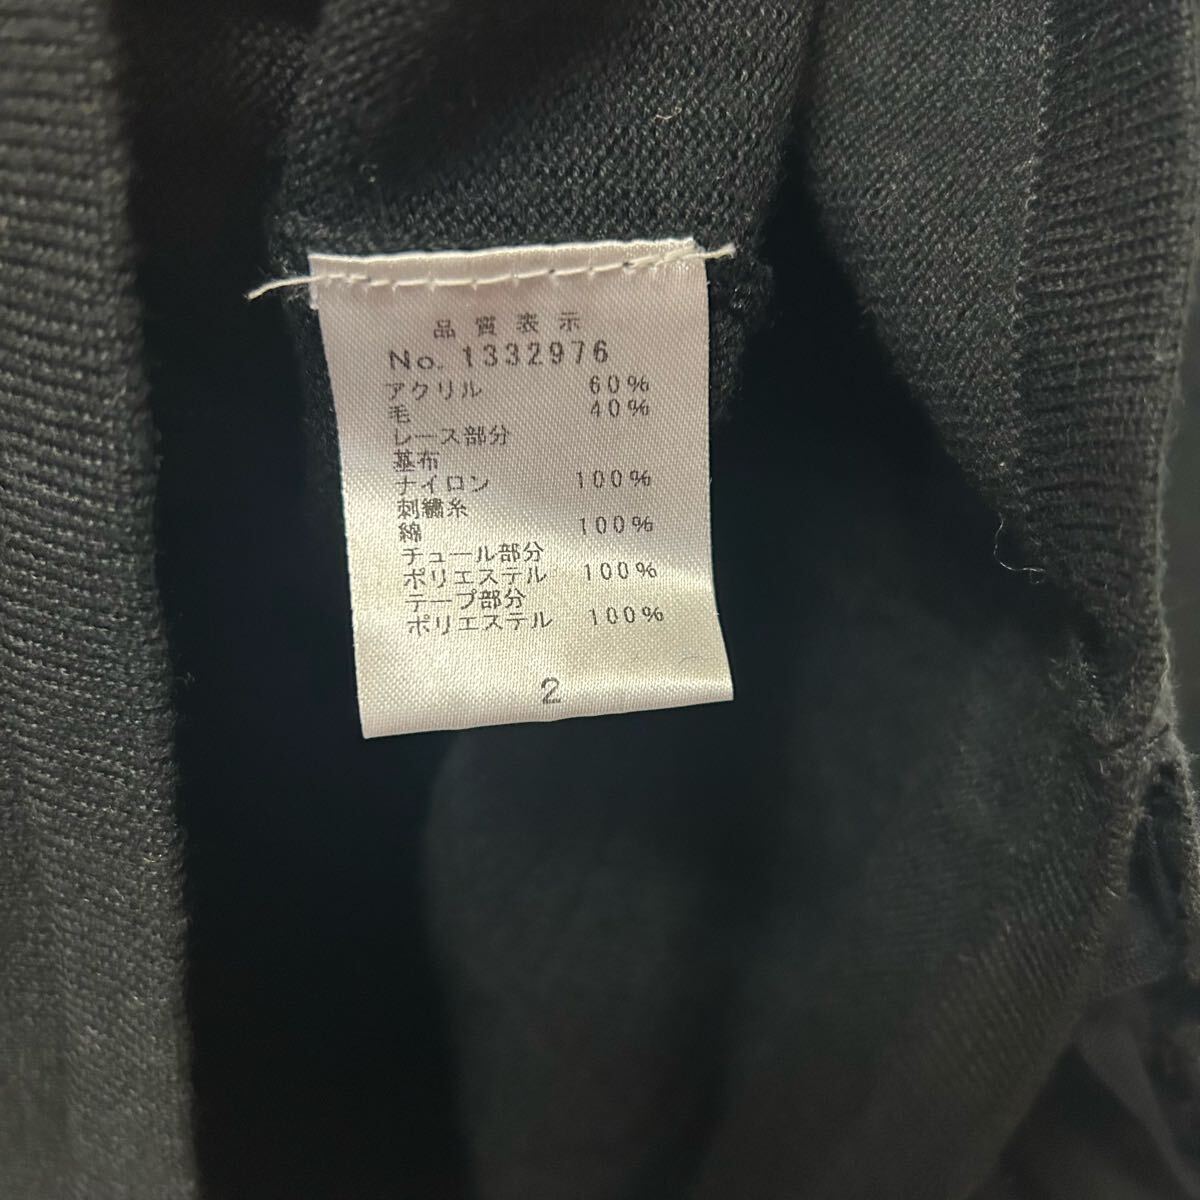 品質表示
No. 1332976
アクリル 60%
毛 40%
レース部分
基布
ナイロン 100%
刺繍糸
綿 100%
チュール部分
ポリエステル 100%
テープ部分
ポリエステル 100%
2